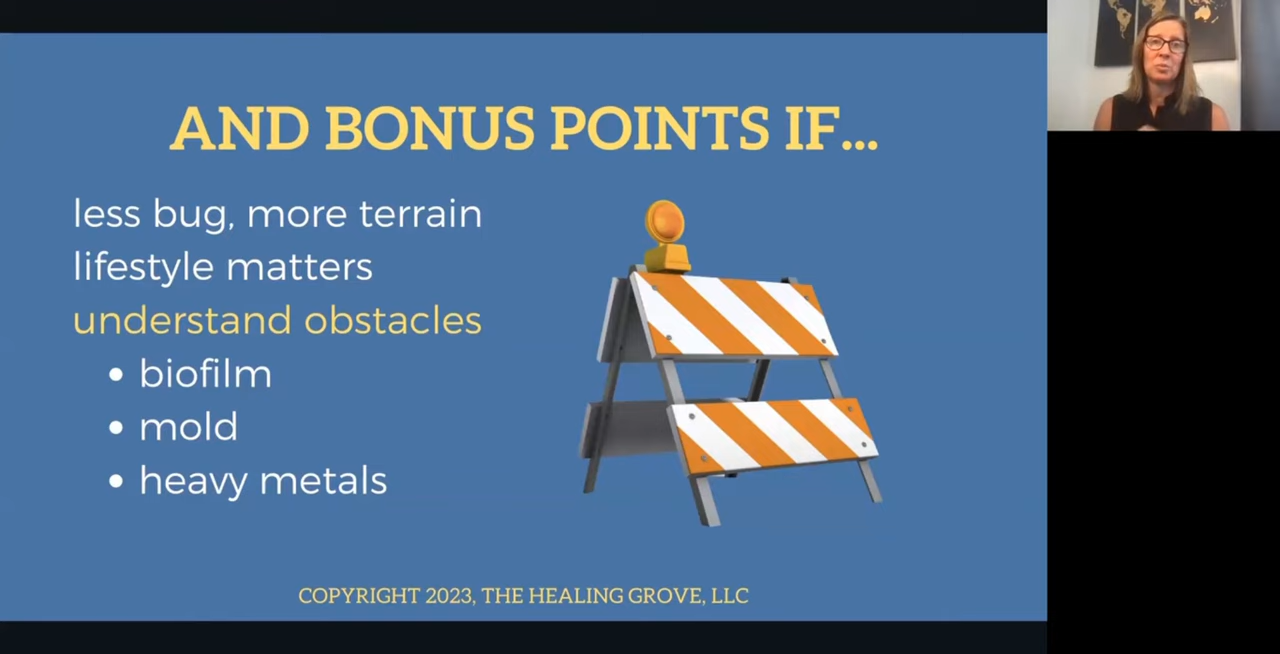 AND BONUS POINTS IF...
less bug, more terrain
lifestyle matters
understand obstacles
• biofilm
• mold
• heavy metals
COPYRIGHT 2023, THE HEALING GROVE, LLC